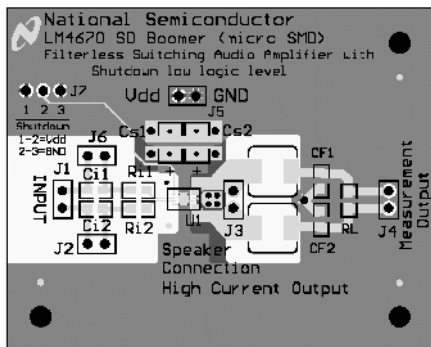 National Semiconductor
LM4670 SD Boomer (micro SMD)
Filterless Switching Audio Amplifier with
Shutdown low logic level
J7
Vdd GND
1 2 3
J5
Shutdown
1-2=Vdd
2-3=GND
J6
Cs1 Cs2
J1
Ci1 Ri1 + +
CF1
INPUT
U1
Ci2 Ri2
J3
CF2
RL
J4
Measurement
Output
J2
Speaker
Connection
High Current Output